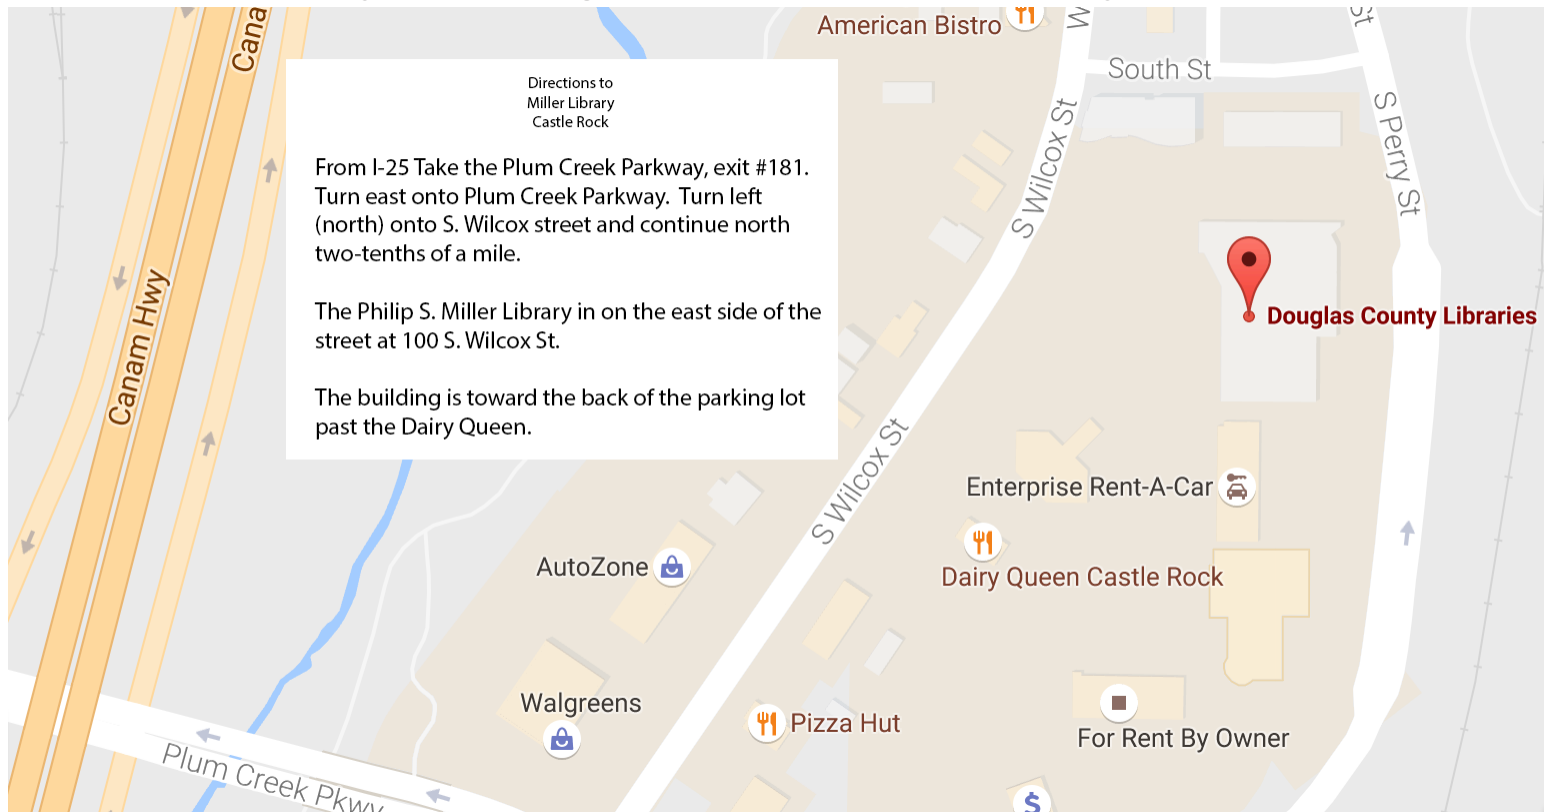 American Bistro
W
St
Cana
Cana
South St
Directions to
Miller Library
Castle Rock
S Wilcox St
S Perry St
From I-25 Take the Plum Creek Parkway, exit #181.
Turn east onto Plum Creek Parkway.  Turn left
(north) onto S. Wilcox street and continue north
two-tenths of a mile.
The Philip S. Miller Library in on the east side of the
street at 100 S. Wilcox St.
The building is toward the back of the parking lot
past the Dairy Queen.
Douglas County Libraries
Canam Hwy
S Wilcox St
Enterprise Rent-A-Car
AutoZone
Dairy Queen Castle Rock
Walgreens
Pizza Hut
For Rent By Owner
Plum Creek Pkwy
$